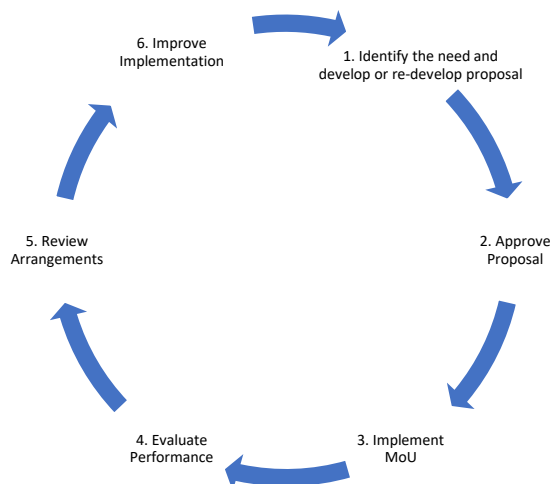 1. Identify the need and
develop or re-develop proposal
2. Approve
Proposal
3. Implement
MoU
4. Evaluate
Performance
5. Review
Arrangements
6. Improve
Implementation